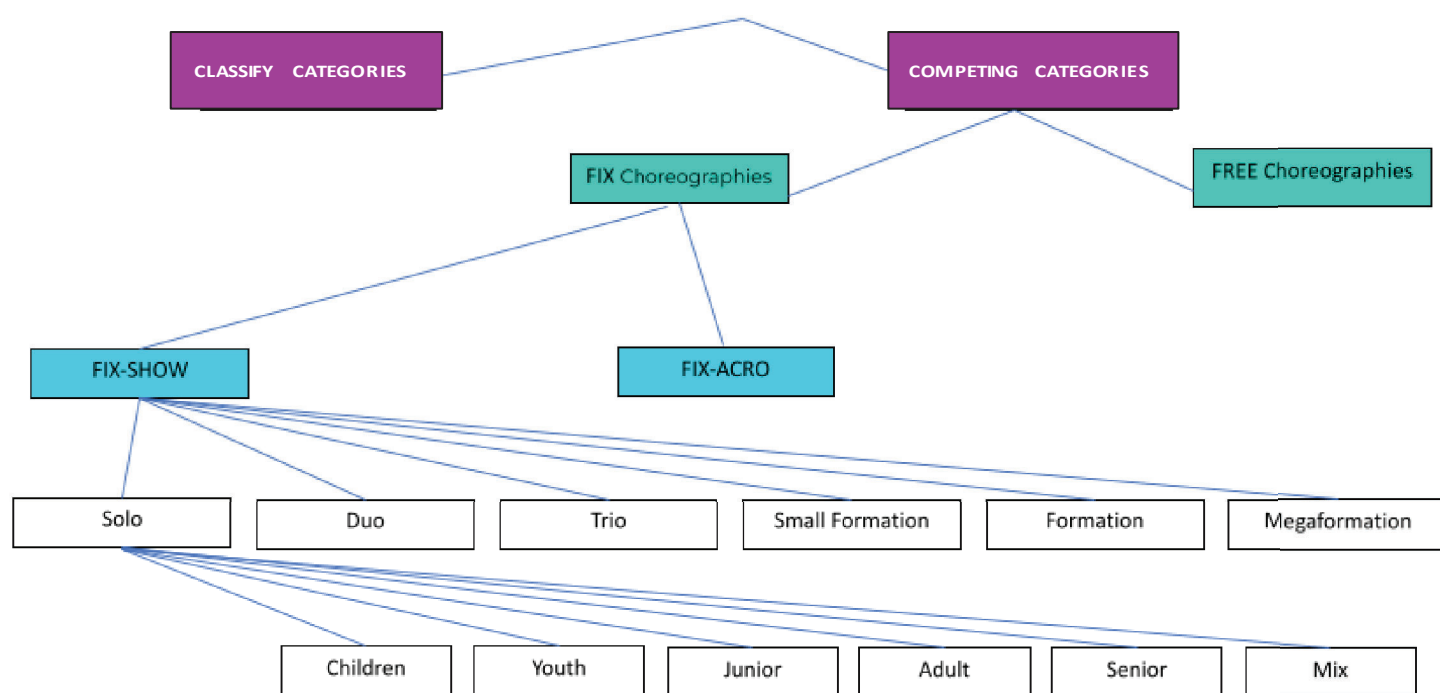 CLASSIFY CATEGORIES
COMPETING CATEGORIES
FIX Choreographies
FREE Choreographies
FIX-SHOW
FIX-ACRO
Solo
Duo
Trio
Small Formation
Formation
Megaformation
Children
Youth
Junior
Adult
Senior
Mix